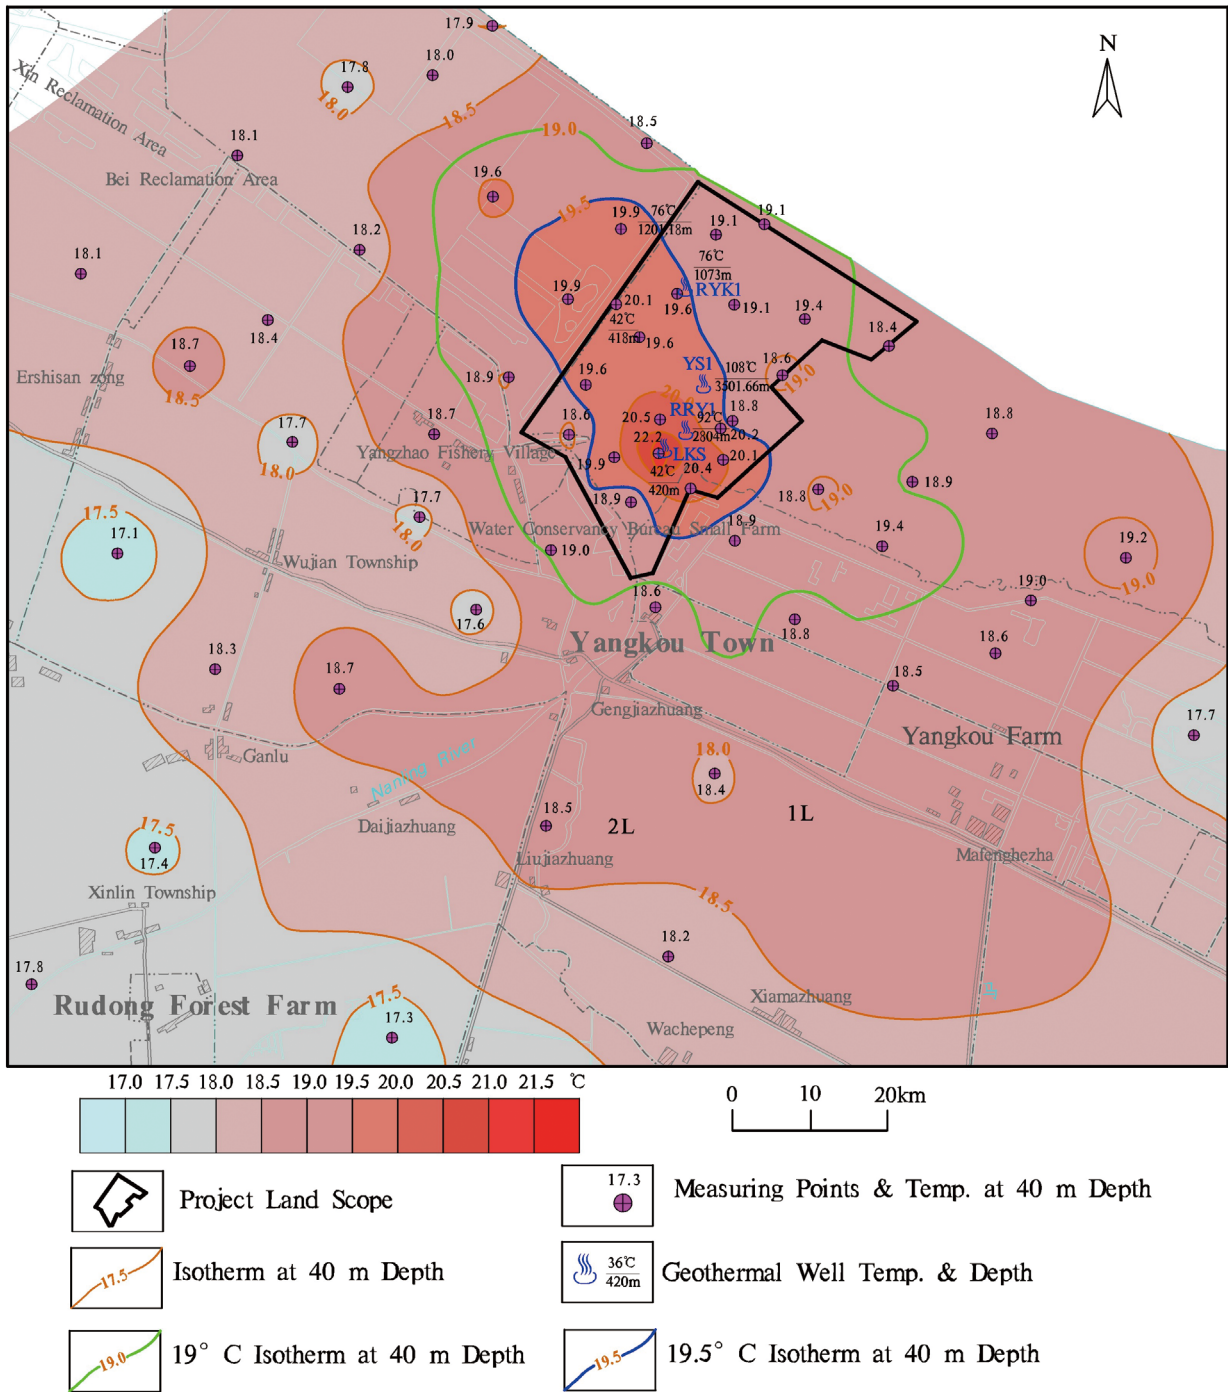 17.9
N
18.0
17.8
18.0
Xin Reclamation Area
18.5
19.0
18.5
18.1
Bei Reclamation Area
19.6
19.5
19.9
76℃
1201.18m
19.1
19.1
18.2
18.1
76℃
1073m
RYK1
19.9
20.1
19.6
19.1
19.4
18.4
42℃
418m
19.6
18.4
18.7
18.5
Ershisan zong
18.9
19.6
YS1
108℃
3501.66m
18.6
19.0
20.0
18.7
18.6
20.5
RRY1
92℃
2804m
18.8
20.2
18.8
17.7
18.0
Yangzhao Fishery Village
22.2
LKS
42℃
420m
20.4
20.1
19.9
17.7
18.0
18.9
18.8
19.0
18.9
17.5
17.1
Water Conservancy Bureau Small Farm
18.9
19.4
19.2
19.0
Wujian Township
19.0
19.0
17.6
18.6
18.8
18.6
Yangkou Town
18.3
18.7
18.5
17.7
Gengjiazhuang
Yangkou Farm
Ganlu
Nanling River
18.0
18.4
18.5
2L
1L
Daijiazhuang
17.5
17.4
Liujiazhuang
Mafenghezha
Xinlin Township
18.5
18.2
17.8
Rudong Forest Farm
17.5
17.3
Xiamazhuang
Wachepeng
17.0 17.5 18.0 18.5 19.0 19.5 20.0 20.5 21.0 21.5 ℃
0 10 20km
Project Land Scope
17.3
Measuring Points & Temp. at 40 m Depth
17.5
Isotherm at 40 m Depth
36℃
420m
Geothermal Well Temp. & Depth
19.0
19° C Isotherm at 40 m Depth
19.5
19.5° C Isotherm at 40 m Depth